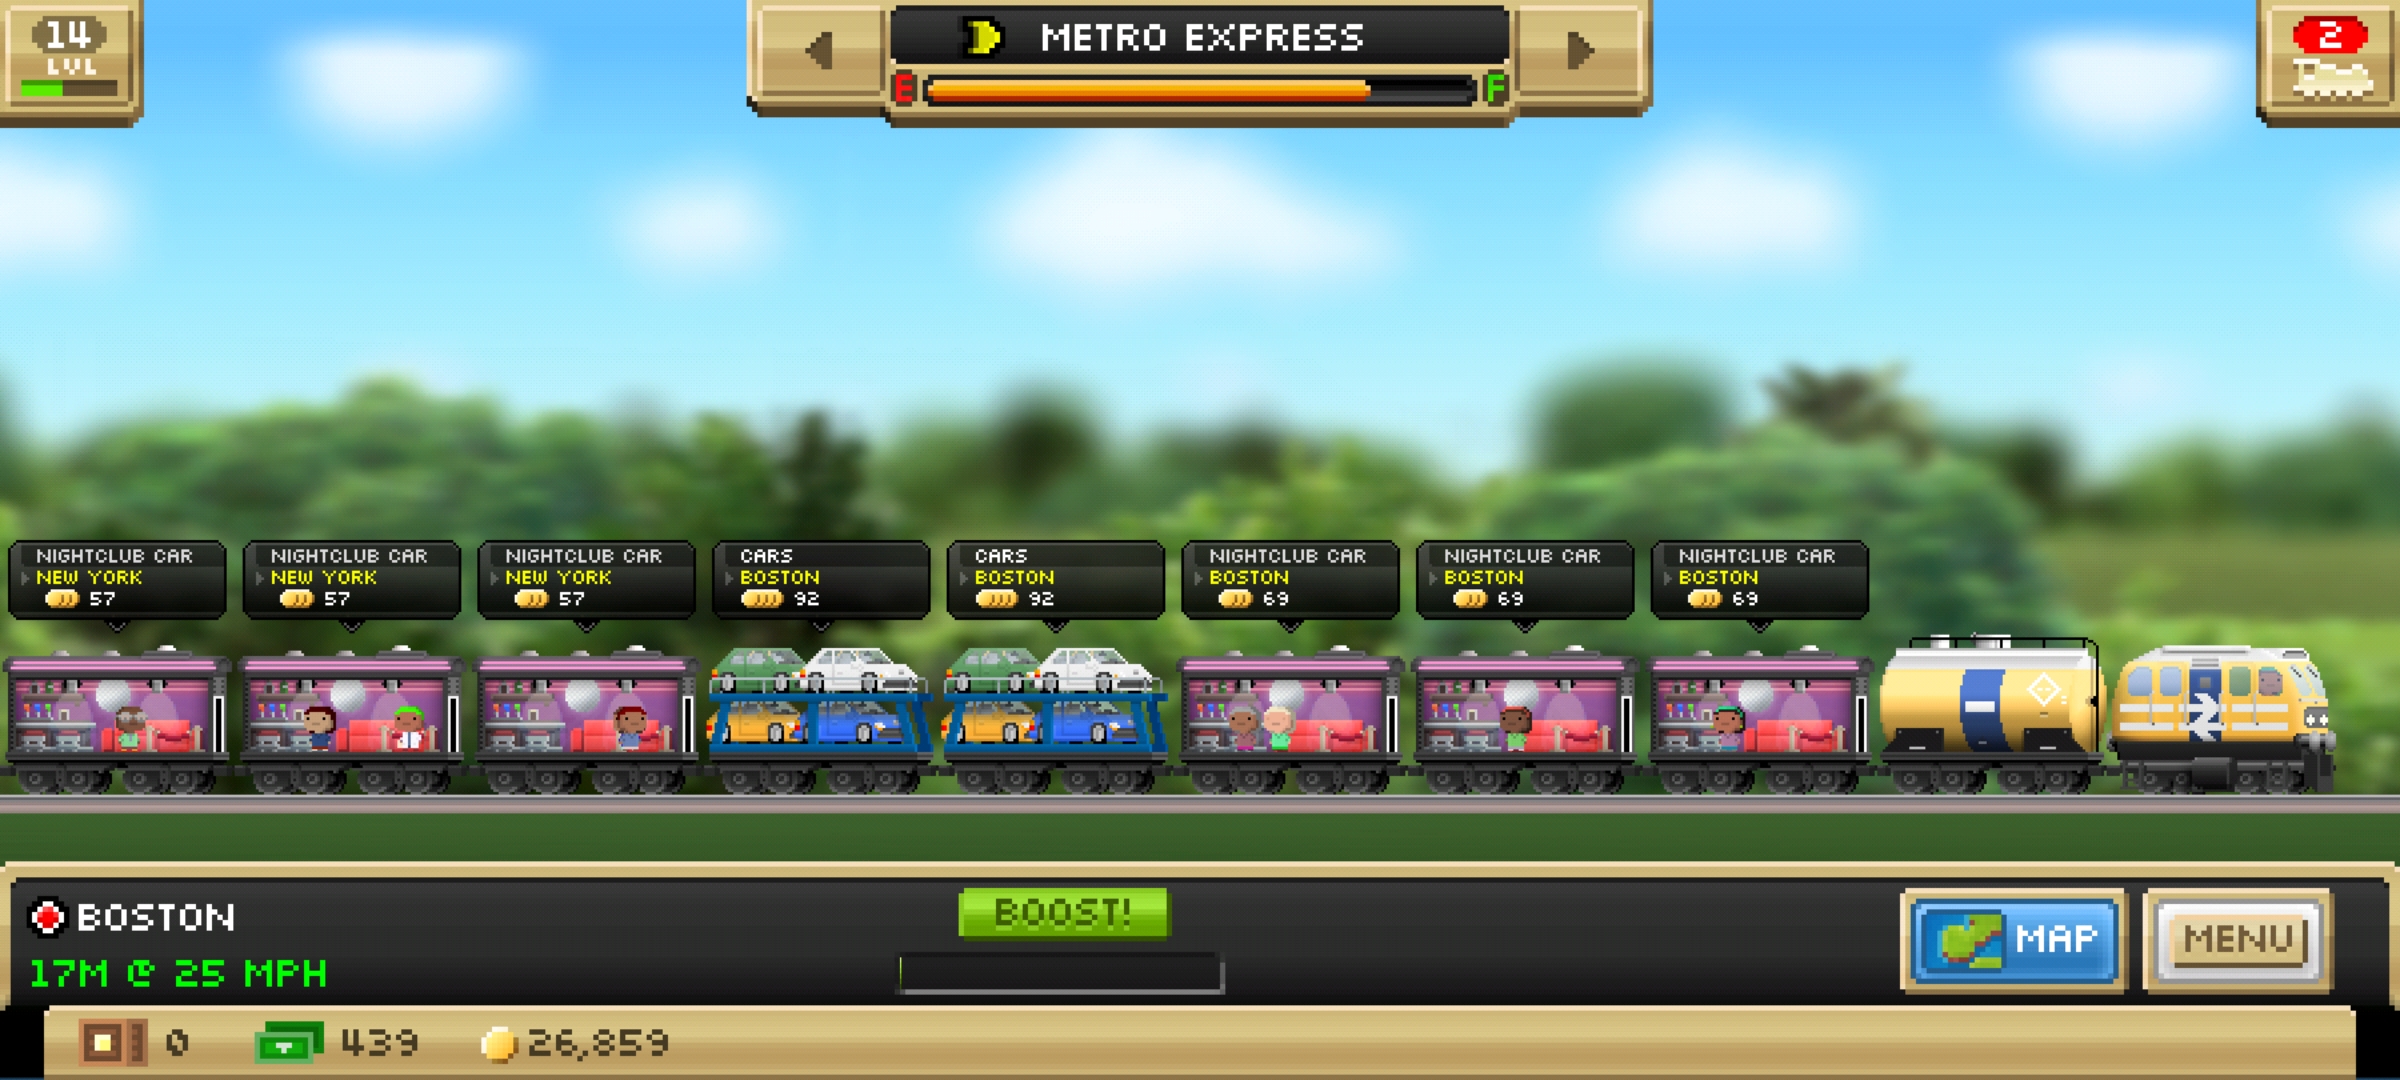 14
LVL
METRO EXPRESS
E F
2
NIGHTCLUB CAR
NEW YORK
57
NIGHTCLUB CAR
NEW YORK
57
NIGHTCLUB CAR
NEW YORK
57
CARS
BOSTON
92
CARS
BOSTON
92
NIGHTCLUB CAR
BOSTON
69
NIGHTCLUB CAR
BOSTON
69
NIGHTCLUB CAR
BOSTON
69
BOSTON
17M @ 25 MPH
BOOST!
MAP
MENU
0 439 26,859